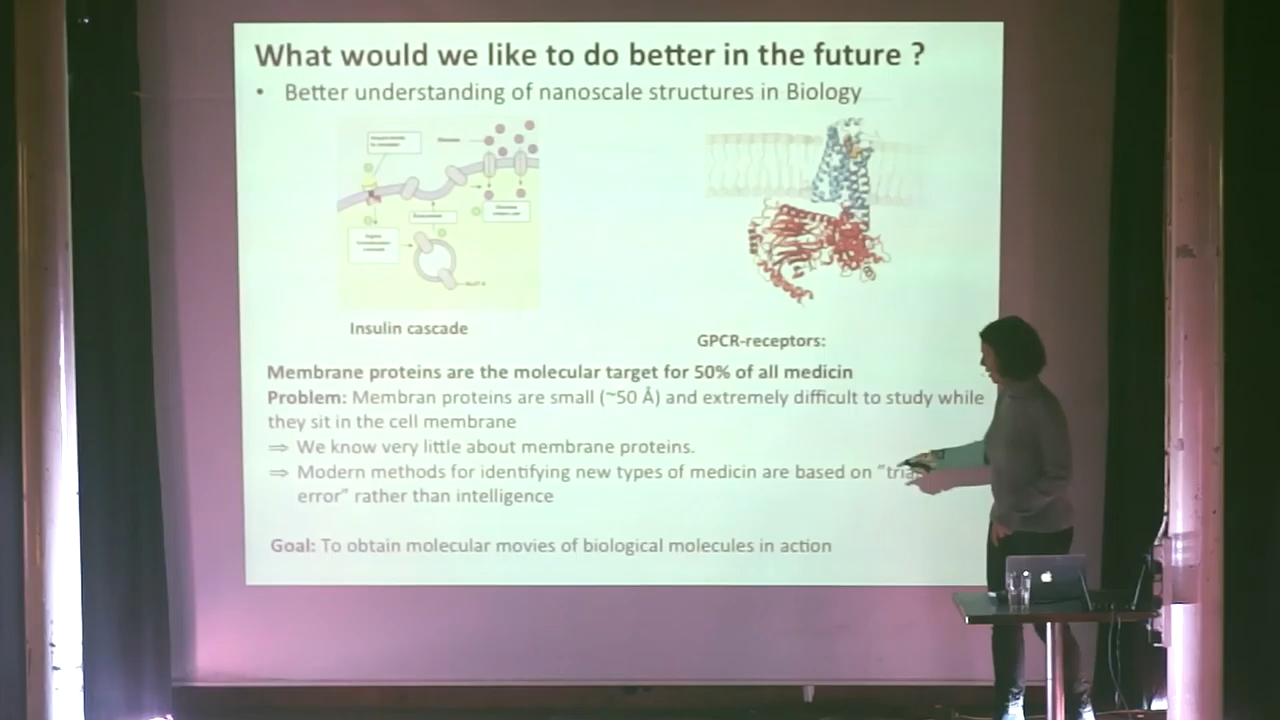 What would we like to do better in the future ?
• Better understanding of nanoscale structures in Biology
Insulin cascade
GPCR-receptors:
Membrane proteins are the molecular target for 50% of all medicin
Problem: Membran proteins are small (~50 Å) and extremely difficult to study while
they sit in the cell membrane
⇒ We know very little about membrane proteins.
⇒ Modern methods for identifying new types of medicin are based on
error" rather than intelligence
Goal: To obtain molecular movies of biological molecules in action